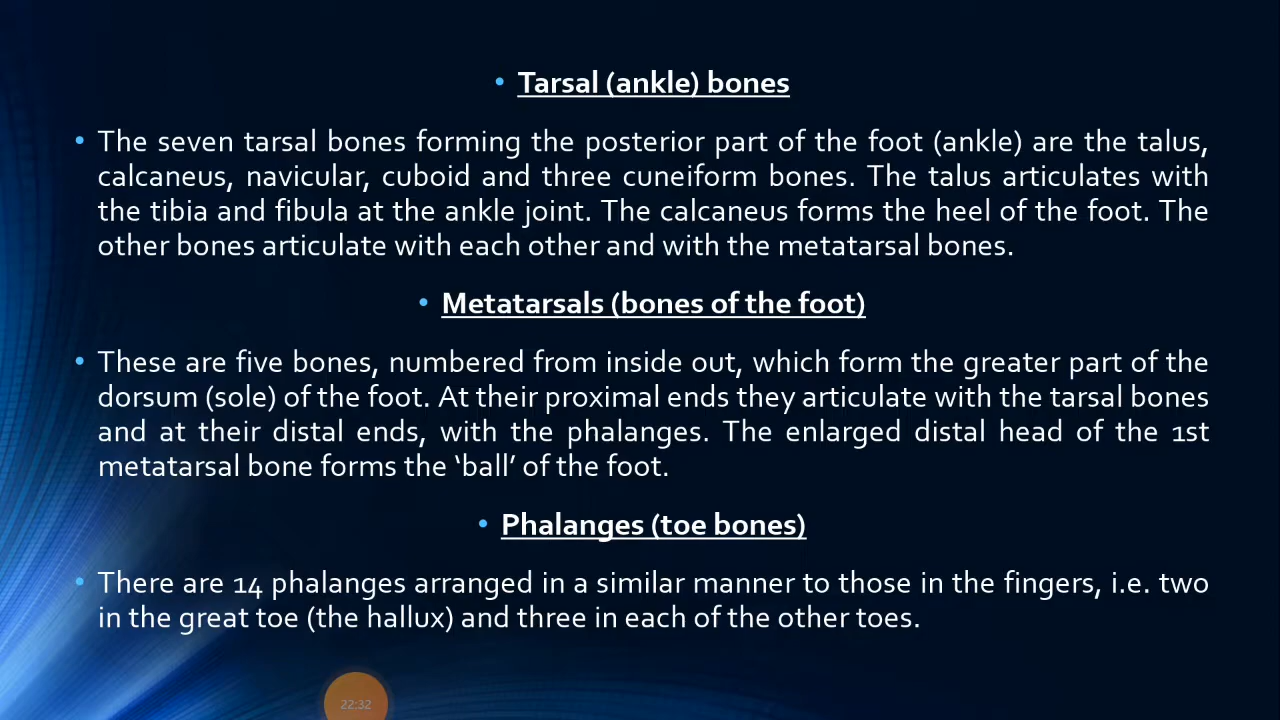 • Tarsal (ankle) bones
• The seven tarsal bones forming the posterior part of the foot (ankle) are the talus,
calcaneus, navicular, cuboid and three cuneiform bones. The talus articulates with
the tibia and fibula at the ankle joint. The calcaneus forms the heel of the foot. The
other bones articulate with each other and with the metatarsal bones.
• Metatarsals (bones of the foot)
• These are five bones, numbered from inside out, which form the greater part of the
dorsum (sole) of the foot. At their proximal ends they articulate with the tarsal bones
and at their distal ends, with the phalanges. The enlarged distal head of the 1st
metatarsal bone forms the ‘ball’ of the foot.
• Phalanges (toe bones)
• There are 14 phalanges arranged in a similar manner to those in the fingers, i.e. two
in the great toe (the hallux) and three in each of the other toes.
22:32